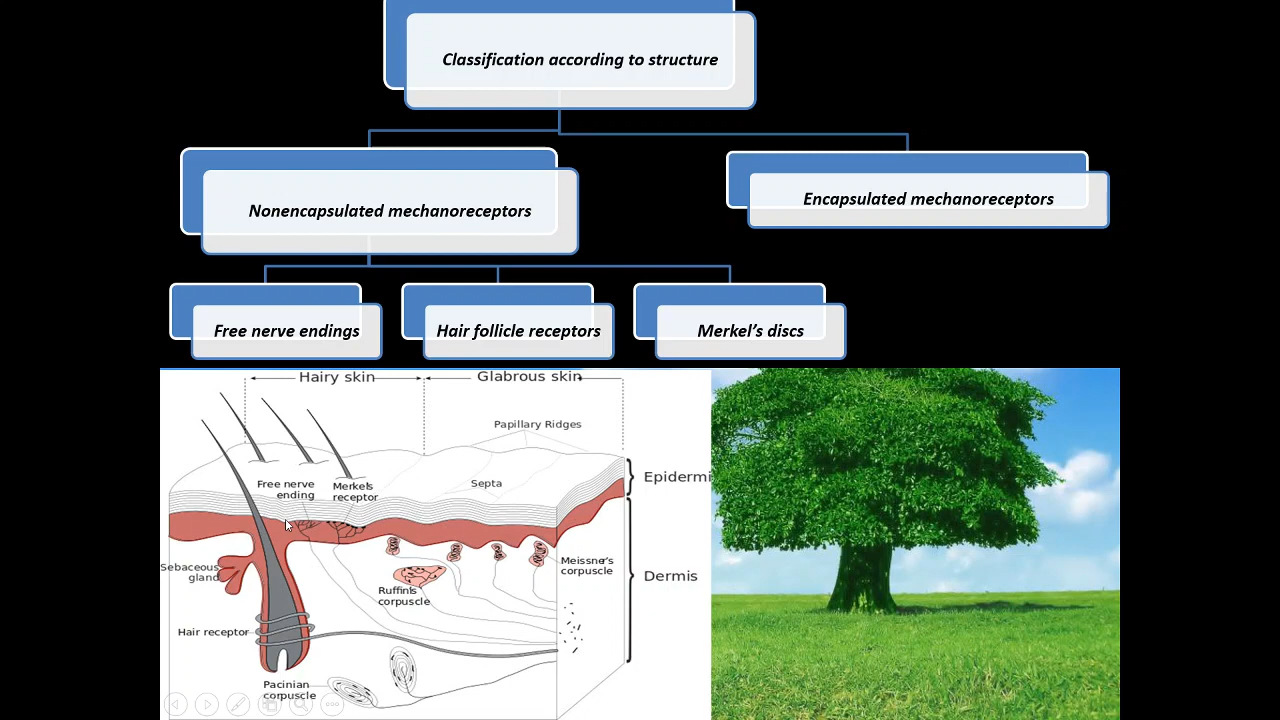 Classification according to structure
Nonencapsulated mechanoreceptors
Encapsulated mechanoreceptors
Free nerve endings
Hair follicle receptors
Merkel's discs
Hairy skin
Glabrous skin
Papillary Ridges
Free nerve
ending
Merkel's
receptor
Septa
Epidermi
Sebaceous
gland
Ruffini's
corpuscle
Meissner's
corpuscle
Dermis
Hair receptor
Pacinian
corpuscle